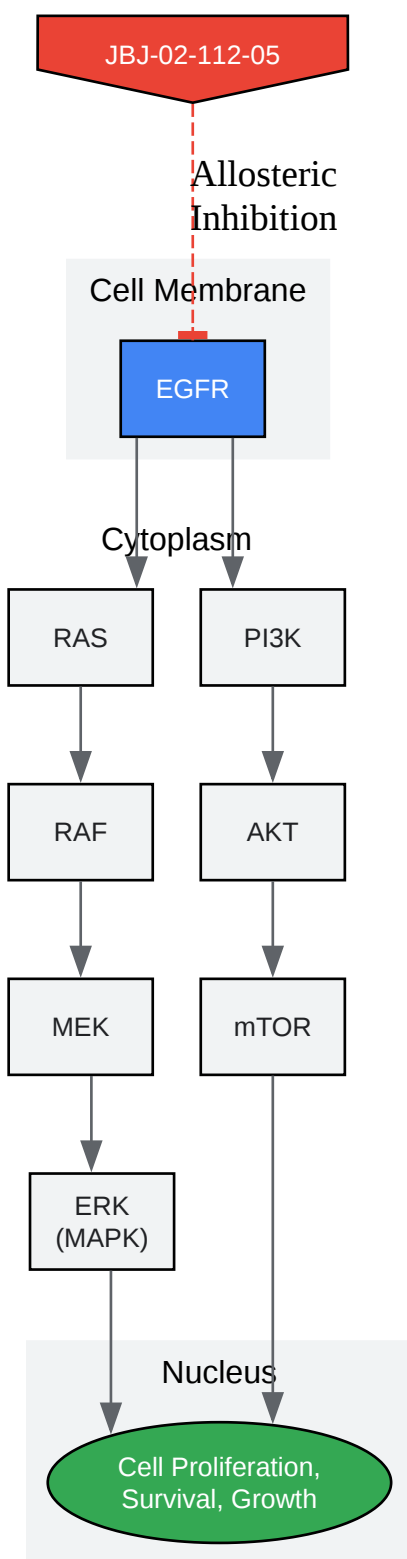 JBJ-02-112-05
Allosteric
Inhibition
Cell Membrane
EGFR
Cytoplasm
RAS
PI3K
RAF
AKT
MEK
mTOR
ERK
(MAPK)
Nucleus
Cell Proliferation,
Survival, Growth